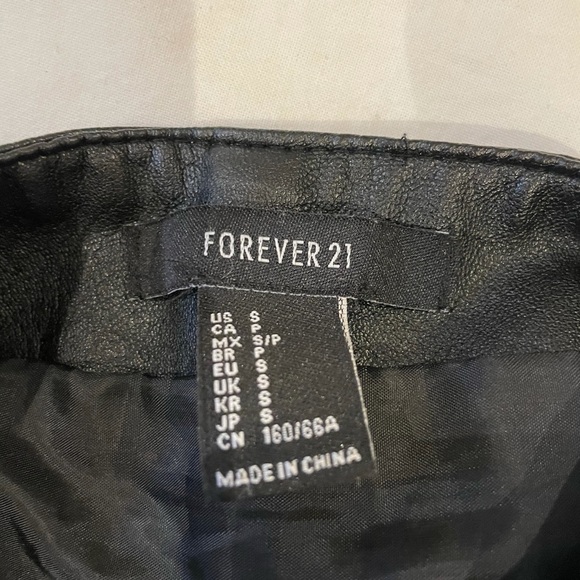 FOREVER 21
US S
CA P
MX S/P
BR P
EU S
UK S
KR S
JP S
CN 160/66A
MADE IN CHINA